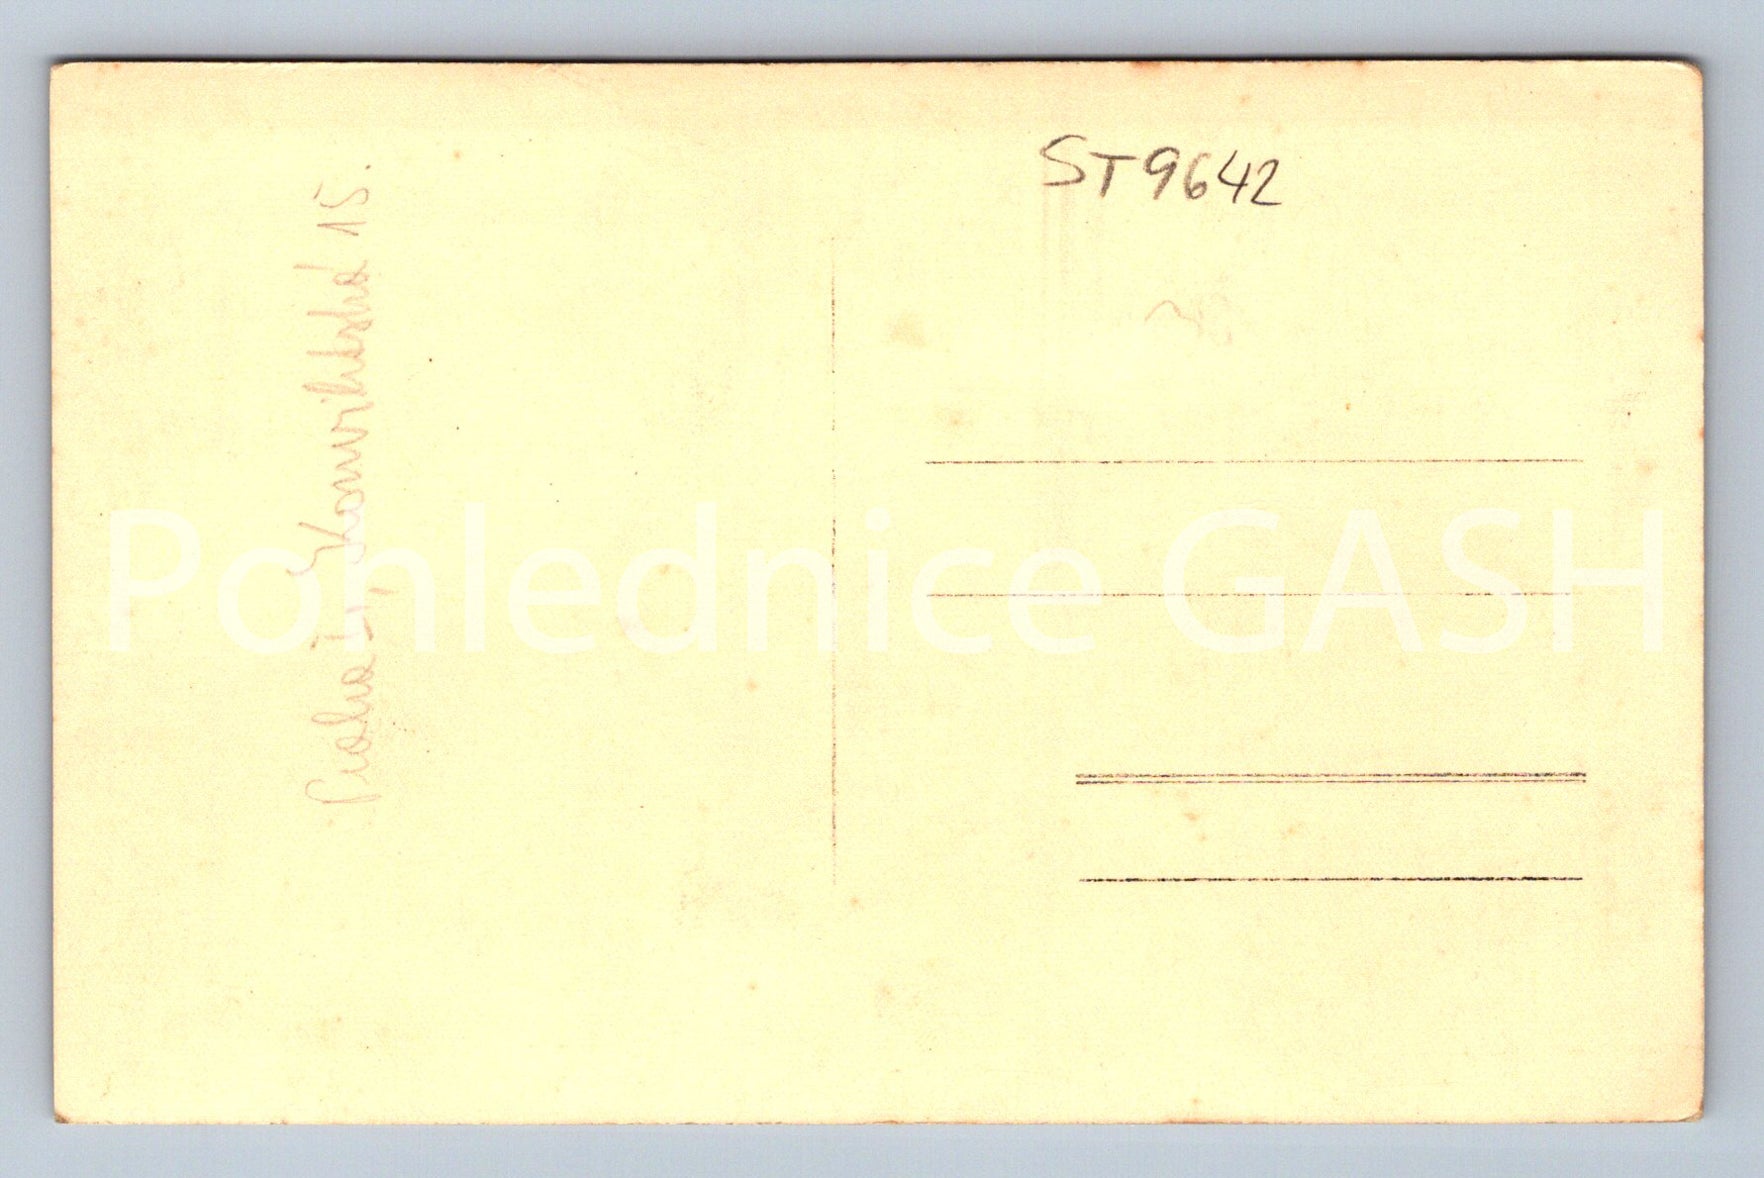 ST9642
Praha I, Konviktská 15.
Pohlednice GASH